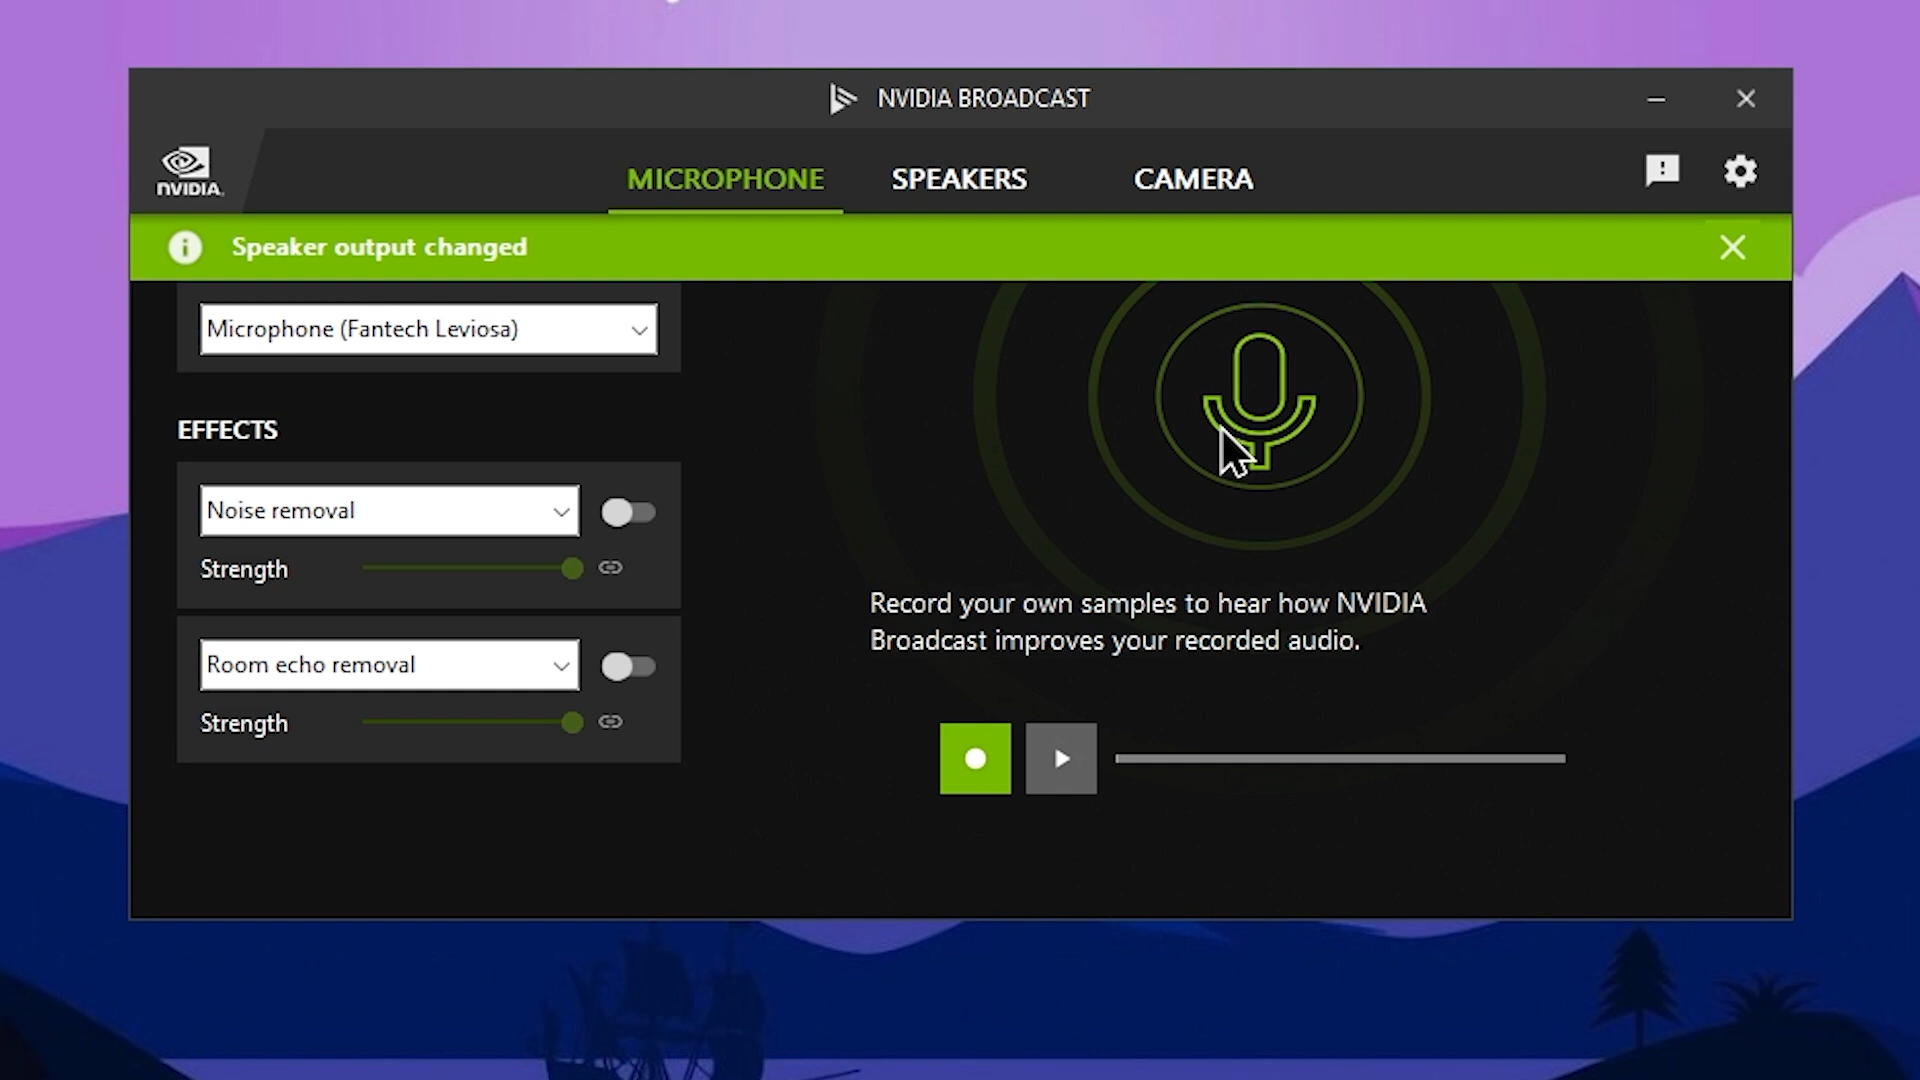 NVIDIA BROADCAST
NVIDIA.
MICROPHONE
SPEAKERS
CAMERA
Speaker output changed
Microphone (Fantech Leviosa)
EFFECTS
Noise removal
Strength
Room echo removal
Strength
Record your own samples to hear how NVIDIA
Broadcast improves your recorded audio.